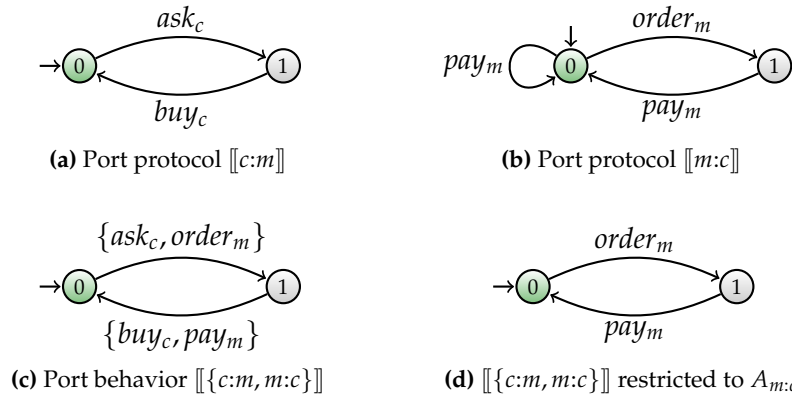 ask_c
0 1
buy_c
(a) Port protocol ⟦c:m⟧
order_m
pay_m 0 1
pay_m
(b) Port protocol ⟦m:c⟧
{ask_c, order_m}
0 1
{buy_c, pay_m}
(c) Port behavior ⟦{c:m, m:c}⟧
order_m
0 1
pay_m
(d) ⟦{c:m, m:c}⟧ restricted to A_m:c